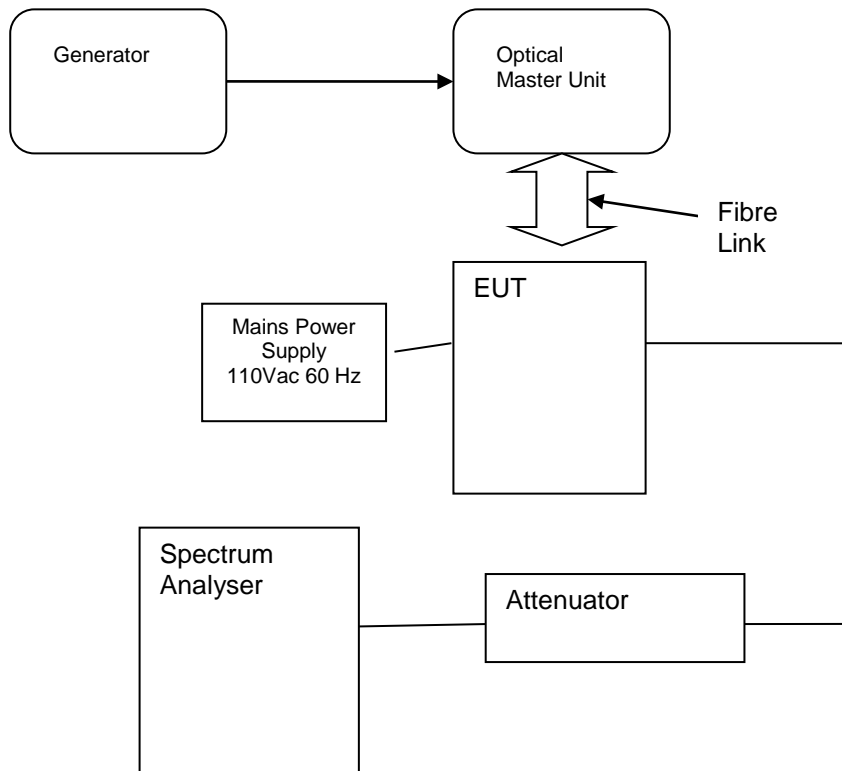 Generator
Optical
Master Unit
Fibre
Link
EUT
Mains Power
Supply
110Vac 60 Hz
Spectrum
Analyser
Attenuator